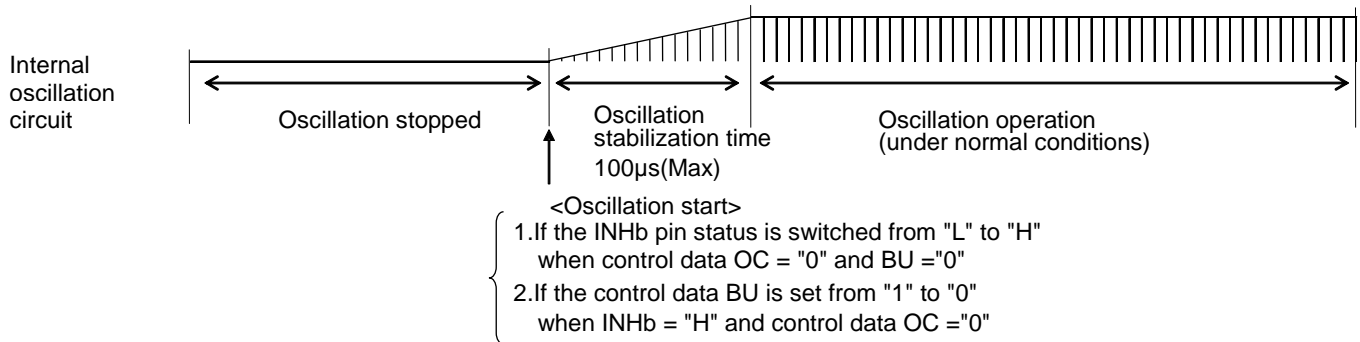 Internal
oscillation
circuit
Oscillation stopped
Oscillation
stabilization time
100µs(Max)
Oscillation operation
(under normal conditions)
<Oscillation start>
1.If the INHb pin status is switched from "L" to "H"
when control data OC = "0" and BU ="0"
2.If the control data BU is set from "1" to "0"
when INHb = "H" and control data OC ="0"